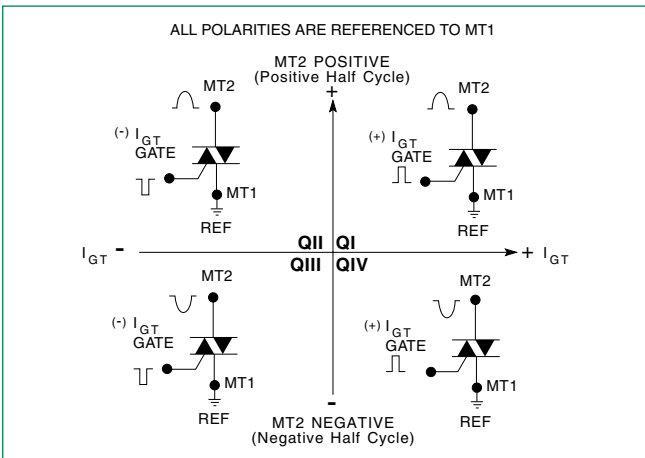 ALL POLARITIES ARE REFERENCED TO MT1
MT2 POSITIVE
(Positive Half Cycle)
+
MT2
(-) IGT
GATE
MT1
REF
MT2
(+) IGT
GATE
MT1
REF
IGT -
QII QI
QIII QIV
+ IGT
MT2
(-) IGT
GATE
MT1
REF
MT2
(+) IGT
GATE
MT1
REF
-
MT2 NEGATIVE
(Negative Half Cycle)